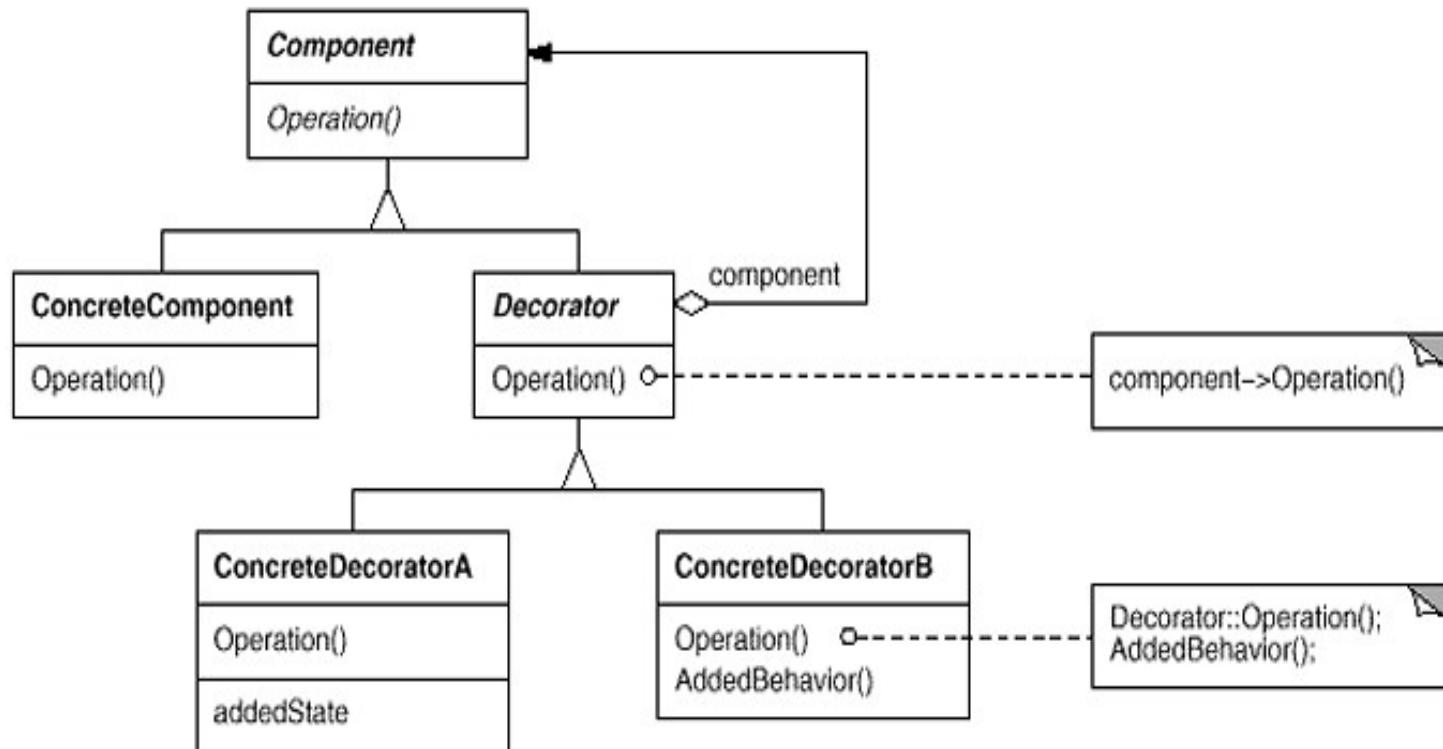 Component
Operation()
ConcreteComponent
Operation()
Decorator
Operation()
component
component->Operation()
ConcreteDecoratorA
Operation()
addedState
ConcreteDecoratorB
Operation()
AddedBehavior()
Decorator::Operation();
AddedBehavior();